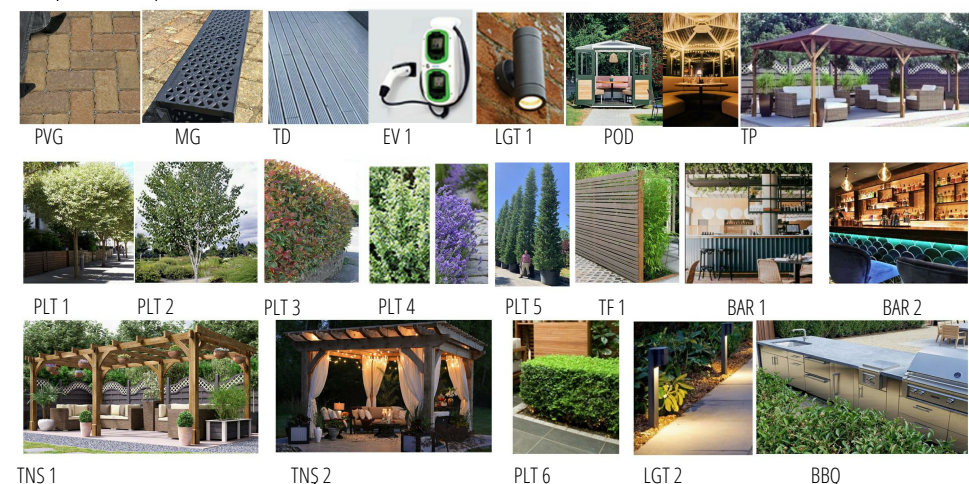 PVG MG TD EV 1 LGT 1 POD TP
PLT 1 PLT 2 PLT 3 PLT 4 PLT 5 TF 1 BAR 1 BAR 2
TNS 1 TNS 2 PLT 6 LGT 2 BBQ